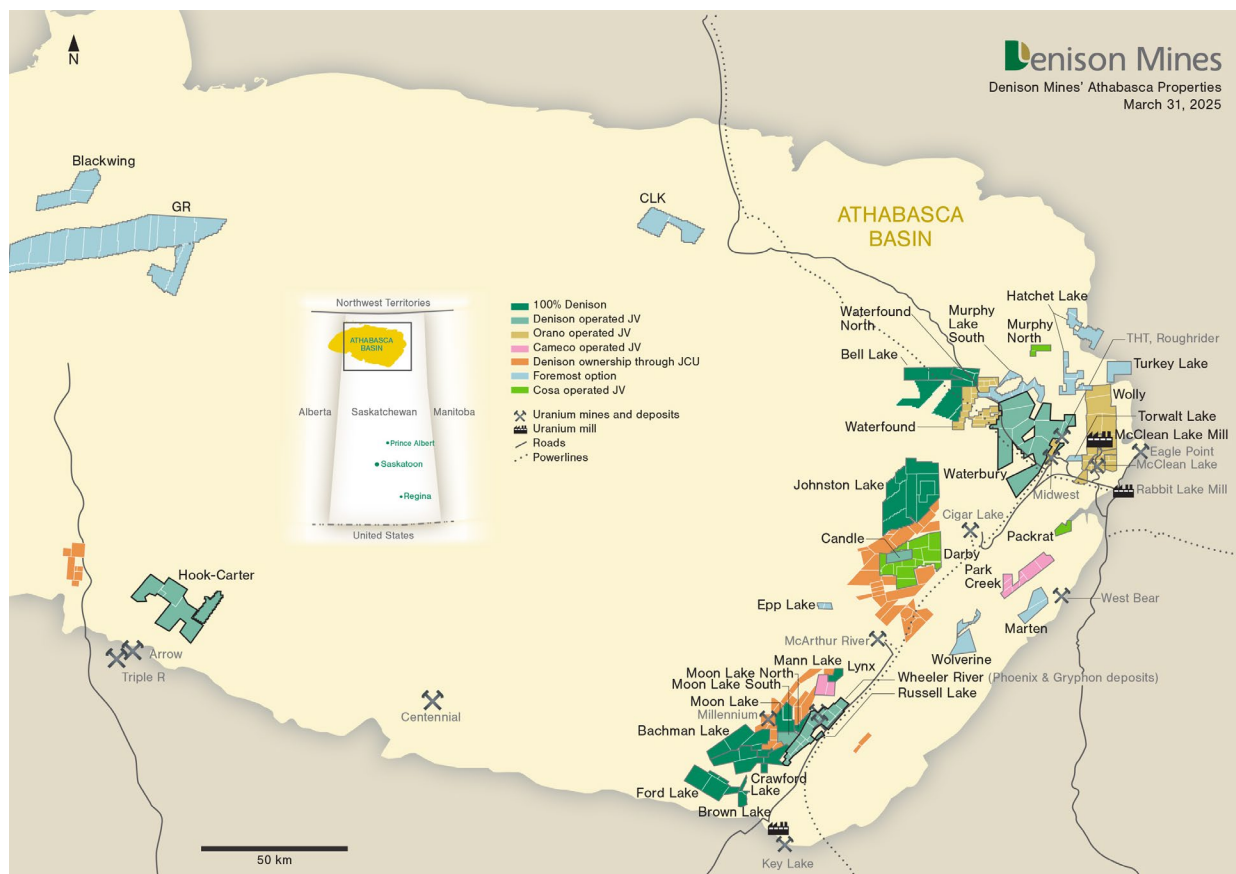 N
Denison Mines
Denison Mines' Athabasca Properties
March 31, 2025
Blackwing
GR
CLK
ATHABASCA
BASIN
Northwest Territories
ATHABASCA
BASIN
Alberta
Saskatchewan
Manitoba
Prince Albert
Saskatoon
Regina
United States
100% Denison
Denison operated JV
Orano operated JV
Cameco operated JV
Denison ownership through JCU
Foremost option
Cosa operated JV
Uranium mines and deposits
Uranium mill
Roads
Powerlines
Hatchet Lake
Waterfound
North
Murphy
Lake
South
Murphy
North
THT, Roughrider
Bell Lake
Turkey Lake
Wolly
Torwalt Lake
Waterfound
McClean Lake Mill
Eagle Point
McClean Lake
Waterbury
Johnston Lake
Midwest
Rabbit Lake Mill
Cigar Lake
Packrat
Candle
Darby
Park
Creek
Hook-Carter
Epp Lake
West Bear
Marten
McArthur River
Wolverine
Arrow
Triple R
Mann Lake
Lynx
Moon Lake North
Wheeler River (Phoenix & Gryphon deposits)
Moon Lake South
Russell Lake
Moon Lake
Millennium
Centennial
Bachman Lake
Crawford
Lake
Ford Lake
Brown Lake
Key Lake
50 km